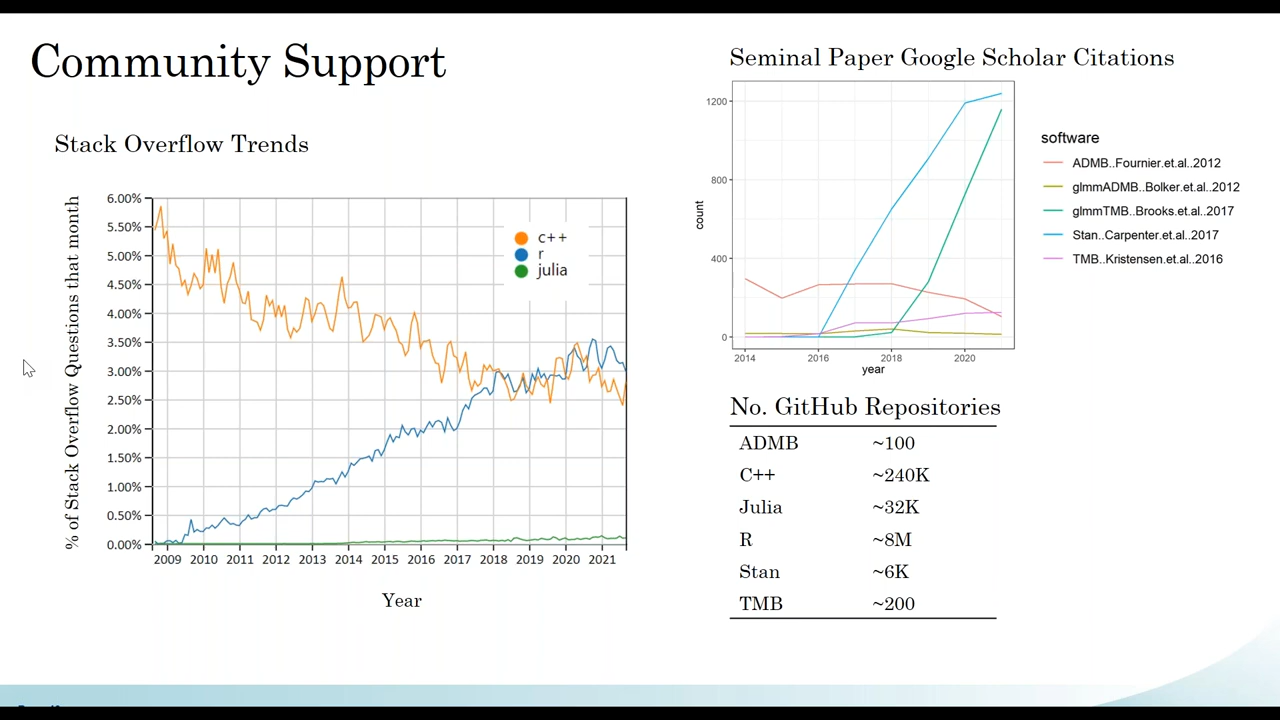 Community Support
Stack Overflow Trends
% of Stack Overflow Questions that month
6.00%
5.50%
5.00%
4.50%
4.00%
3.50%
3.00%
2.50%
2.00%
1.50%
1.00%
0.50%
0.00%
c++
r
julia
2009 2010 2011 2012 2013 2014 2015 2016 2017 2018 2019 2020 2021
Year
Seminal Paper Google Scholar Citations
count
1200
800
400
0
2014 2016 2018 2020
year
software
ADMB..Fournier.et.al..2012
glmmADMB..Bolker.et.al..2012
glmmTMB..Brooks.et.al..2017
Stan..Carpenter.et.al..2017
TMB..Kristensen.et.al..2016
No. GitHub Repositories
ADMB ~100
C++ ~240K
Julia ~32K
R ~8M
Stan ~6K
TMB ~200